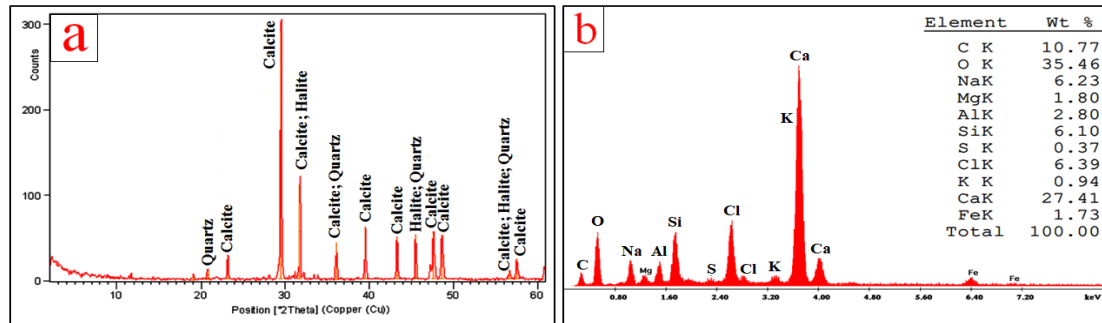 a
300
200
100
0
Counts
Quartz
Calcite
Calcite
Calcite; Halite
Calcite; Quartz
Calcite
Calcite
Halite; Quartz
Calcite
Calcite
Calcite; Halite; Quartz
Calcite
10 20 30 40 50 60
Position [°2Theta] (Copper (Cu))
b
C
O
Na
Mg
Al
Si
S
Cl
Cl
K
K
Ca
Ca
Fe
Fe
0.80 1.60 2.40 3.20 4.00 4.80 5.60 6.40 7.20 keV
Element Wt %
C K 10.77
O K 35.46
NaK 6.23
MgK 1.80
AlK 2.80
SiK 6.10
S K 0.37
ClK 6.39
K K 0.94
CaK 27.41
FeK 1.73
Total 100.00